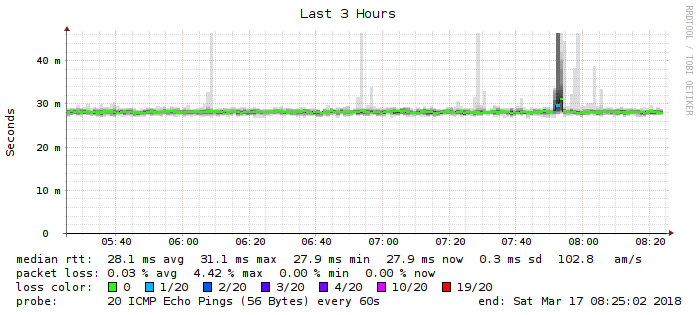 Last 3 Hours
RRDTOOL / TOBI OETIKER
Seconds
40 m
30 m
20 m
10 m
0
05:40 06:00 06:20 06:40 07:00 07:20 07:40 08:00 08:20
median rtt: 28.1 ms avg 31.1 ms max 27.9 ms min 27.9 ms now 0.3 ms sd 102.8 am/s
packet loss: 0.03 % avg 4.42 % max 0.00 % min 0.00 % now
loss color: 0 1/20 2/20 3/20 4/20 10/20 19/20
probe: 20 ICMP Echo Pings (56 Bytes) every 60s end: Sat Mar 17 08:25:02 2018